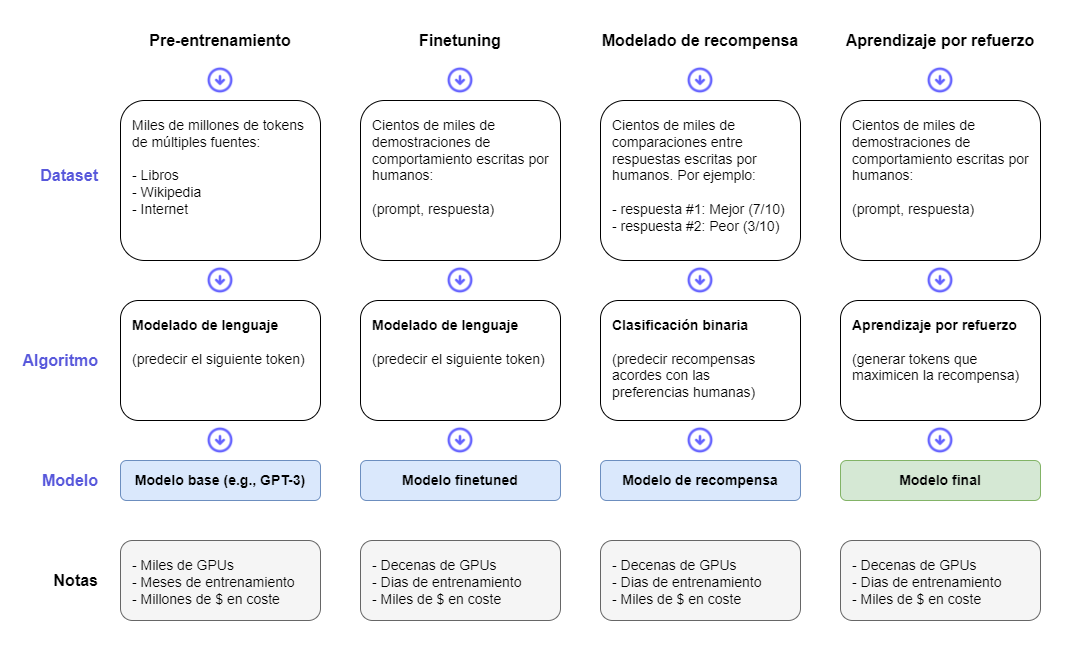 Pre-entrenamiento
Finetuning
Modelado de recompensa
Aprendizaje por refuerzo
Dataset
Miles de millones de tokens
de múltiples fuentes:
- Libros
- Wikipedia
- Internet
Cientos de miles de
demostraciones de
comportamiento escritas por
humanos:
(prompt, respuesta)
Cientos de miles de
comparaciones entre
respuestas escritas por
humanos. Por ejemplo:
- respuesta #1: Mejor (7/10)
- respuesta #2: Peor (3/10)
Cientos de miles de
demostraciones de
comportamiento escritas por
humanos:
(prompt, respuesta)
Algoritmo
Modelado de lenguaje
(predecir el siguiente token)
Modelado de lenguaje
(predecir el siguiente token)
Clasificación binaria
(predecir recompensas
acordes con las
preferencias humanas)
Aprendizaje por refuerzo
(generar tokens que
maximicen la recompensa)
Modelo
Modelo base (e.g., GPT-3)
Modelo finetuned
Modelo de recompensa
Modelo final
Notas
- Miles de GPUs
- Meses de entrenamiento
- Millones de $ en coste
- Decenas de GPUs
- Dias de entrenamiento
- Miles de $ en coste
- Decenas de GPUs
- Dias de entrenamiento
- Miles de $ en coste
- Decenas de GPUs
- Dias de entrenamiento
- Miles de $ en coste